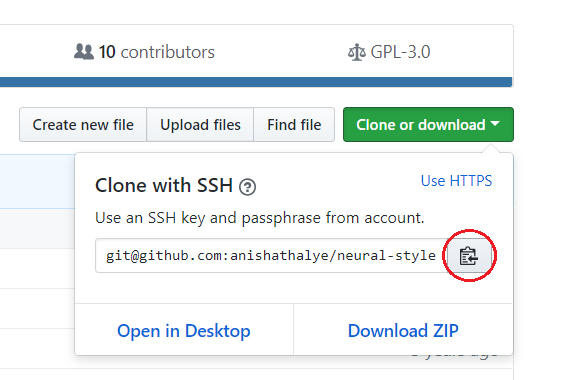 10 contributors GPL-3.0
Create new file Upload files Find file Clone or download
Clone with SSH Use HTTPS
Use an SSH key and passphrase from account.
git@github.com:anishathalye/neural-style
Open in Desktop Download ZIP
years ago